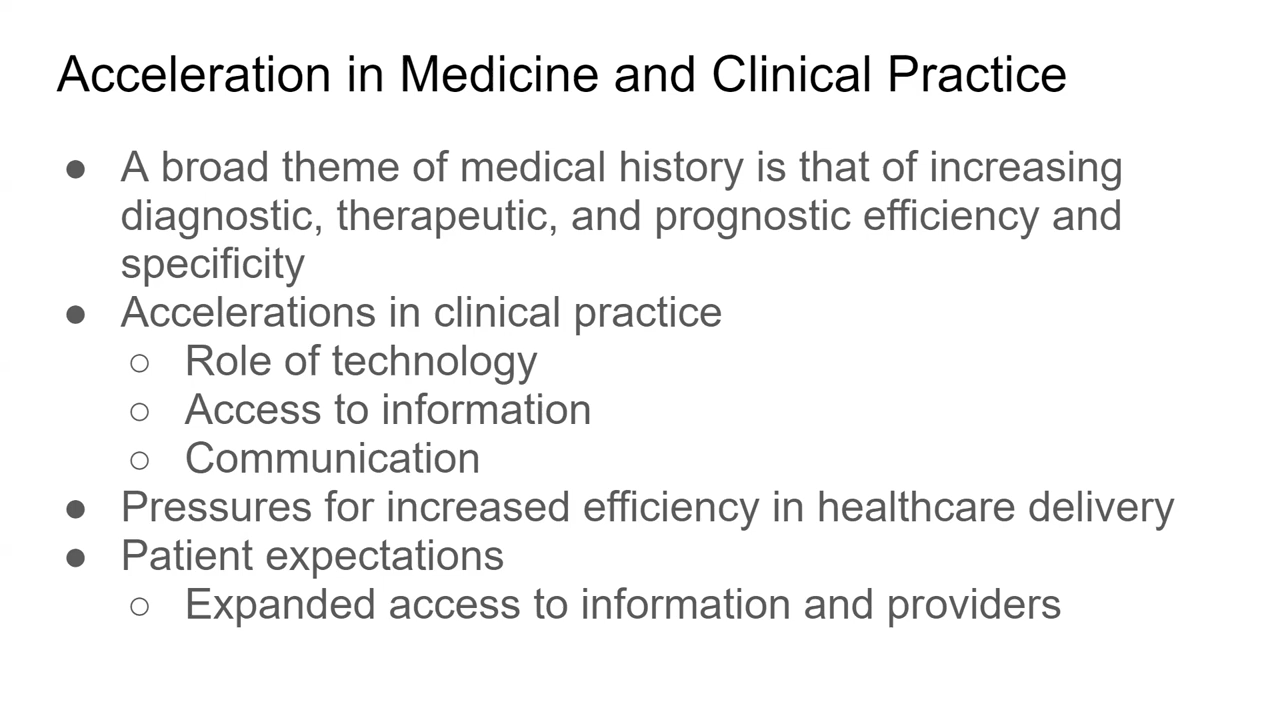 Acceleration in Medicine and Clinical Practice
● A broad theme of medical history is that of increasing
diagnostic, therapeutic, and prognostic efficiency and
specificity
● Accelerations in clinical practice
○ Role of technology
○ Access to information
○ Communication
● Pressures for increased efficiency in healthcare delivery
● Patient expectations
○ Expanded access to information and providers